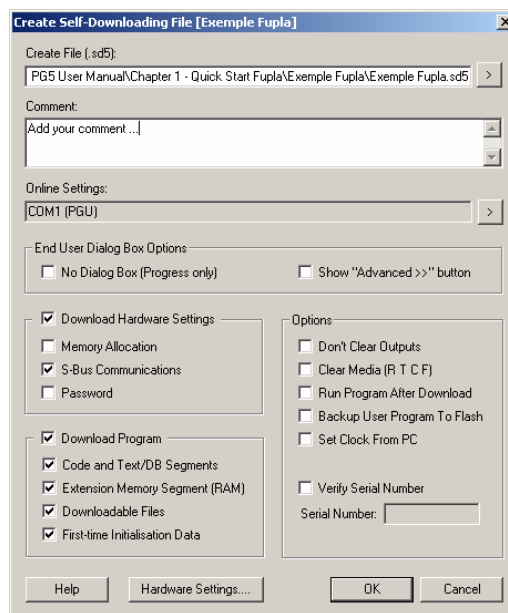 Create Self-Downloading File [Exemple Fupla]
Create File (.sd5):
PG5 User Manual\Chapter 1 - Quick Start Fupla\Exemple Fupla\Exemple Fupla.sd5
>
Comment:
Add your comment ...
Online Settings:
COM1 (PGU)
>
End User Dialog Box Options
No Dialog Box (Progress only)
Show "Advanced >>" button
Download Hardware Settings
Memory Allocation
S-Bus Communications
Password
Download Program
Code and Text/DB Segments
Extension Memory Segment (RAM)
Downloadable Files
First-time Initialisation Data
Options
Don't Clear Outputs
Clear Media (R T C F)
Run Program After Download
Backup User Program To Flash
Set Clock From PC
Verify Serial Number
Serial Number:
Help
Hardware Settings....
OK
Cancel